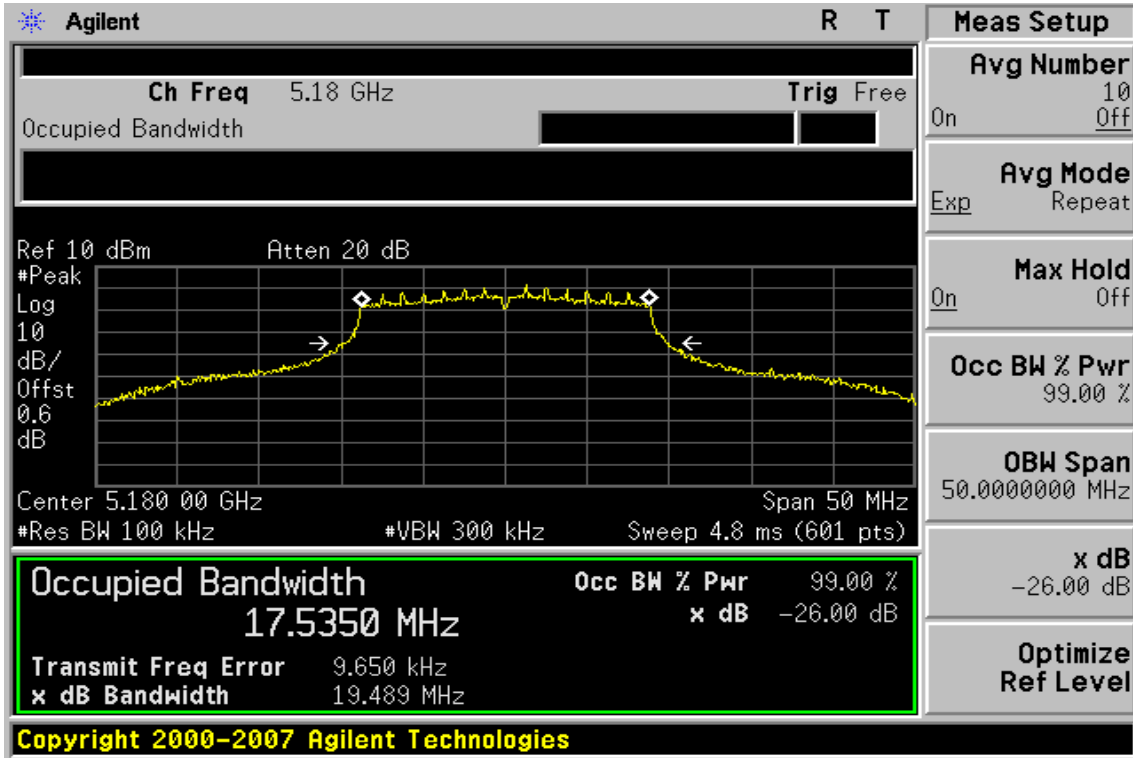 Agilent R T
Ch Freq 5.18 GHz Trig Free
Occupied Bandwidth
Ref 10 dBm Atten 20 dB
#Peak
Log
10
dB/
Offst
0.6
dB
Center 5.180 00 GHz Span 50 MHz
#Res BW 100 kHz #VBW 300 kHz Sweep 4.8 ms (601 pts)
Occupied Bandwidth Occ BW % Pwr 99.00 %
17.5350 MHz x dB -26.00 dB
Transmit Freq Error 9.650 kHz
x dB Bandwidth 19.489 MHz
Copyright 2000-2007 Agilent Technologies
Meas Setup
Avg Number
10
On Off
Avg Mode
Exp Repeat
Max Hold
On Off
Occ BW % Pwr
99.00 %
OBW Span
50.0000000 MHz
x dB
-26.00 dB
Optimize
Ref Level